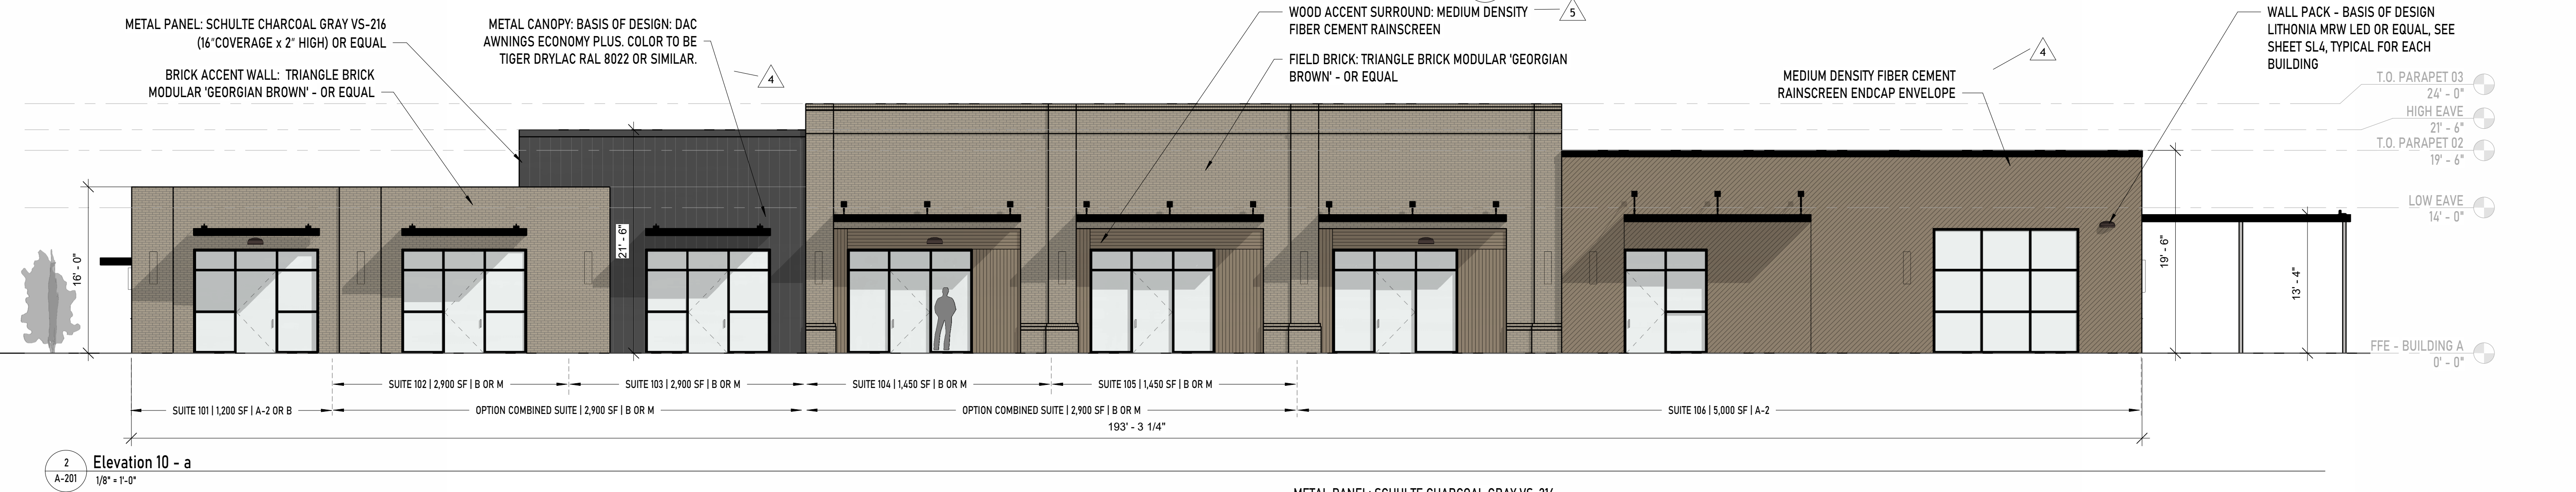 METAL PANEL: SCHULTE CHARCOAL GRAY VS-216
(16"COVERAGE x 2" HIGH) OR EQUAL
BRICK ACCENT WALL: TRIANGLE BRICK
MODULAR 'GEORGIAN BROWN' - OR EQUAL
METAL CANOPY: BASIS OF DESIGN: DAC
AWNINGS ECONOMY PLUS. COLOR TO BE
TIGER DRYLAC RAL 8022 OR SIMILAR.
4
WOOD ACCENT SURROUND: MEDIUM DENSITY
FIBER CEMENT RAINSCREEN
5
FIELD BRICK: TRIANGLE BRICK MODULAR 'GEORGIAN
BROWN' - OR EQUAL
MEDIUM DENSITY FIBER CEMENT
RAINSCREEN ENDCAP ENVELOPE
4
WALL PACK - BASIS OF DESIGN
LITHONIA MRW LED OR EQUAL, SEE
SHEET SL4, TYPICAL FOR EACH
BUILDING
T.O. PARAPET 03
24' - 0"
HIGH EAVE
21' - 6"
T.O. PARAPET 02
19' - 6"
LOW EAVE
14' - 0"
FFE - BUILDING A
0' - 0"
16' - 0"
21' - 6"
19' - 6"
13' - 4"
SUITE 102 | 2,900 SF | B OR M
SUITE 103 | 2,900 SF | B OR M
SUITE 104 | 1,450 SF | B OR M
SUITE 105 | 1,450 SF | B OR M
SUITE 101 | 1,200 SF | A-2 OR B
OPTION COMBINED SUITE | 2,900 SF | B OR M
OPTION COMBINED SUITE | 2,900 SF | B OR M
SUITE 106 | 5,000 SF | A-2
193' - 3 1/4"
2
A-201
Elevation 10 - a
1/8" = 1'-0"
METAL PANEL: SCHULTE CHARCOAL GRAY VS-216